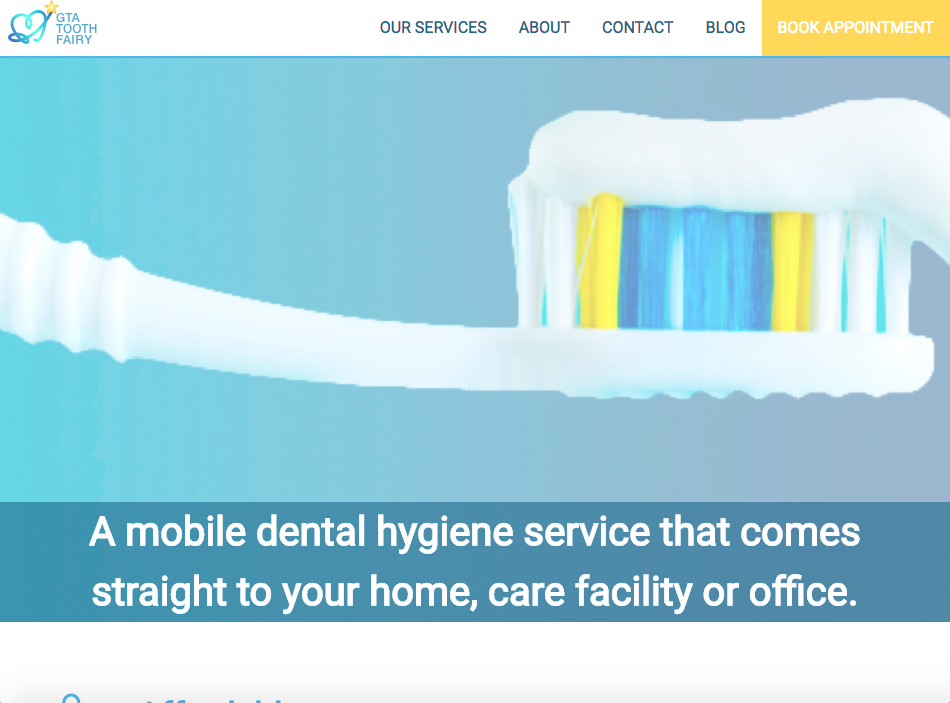 GTA
TOOTH
FAIRY
OUR SERVICES
ABOUT
CONTACT
BLOG
BOOK APPOINTMENT
A mobile dental hygiene service that comes
straight to your home, care facility or office.